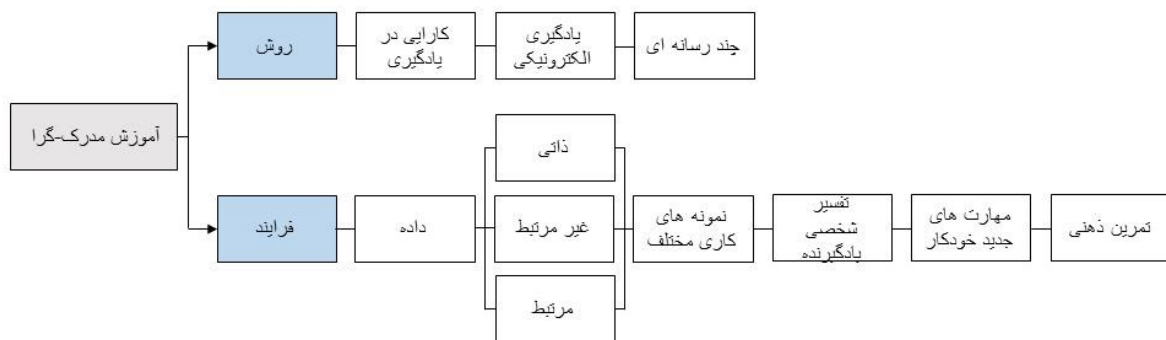 آموزش مدرک-گرا
روش
کارایی در
یادگیری
یادگیری
الکترونیکی
چند رسانه ای
فرایند
داده
ذاتی
غیر مرتبط
مرتبط
نمونه های
کاری مختلف
تفسیر
شخصی
یادگیرنده
مهارت های
جدید خودکار
تمرین ذهنی